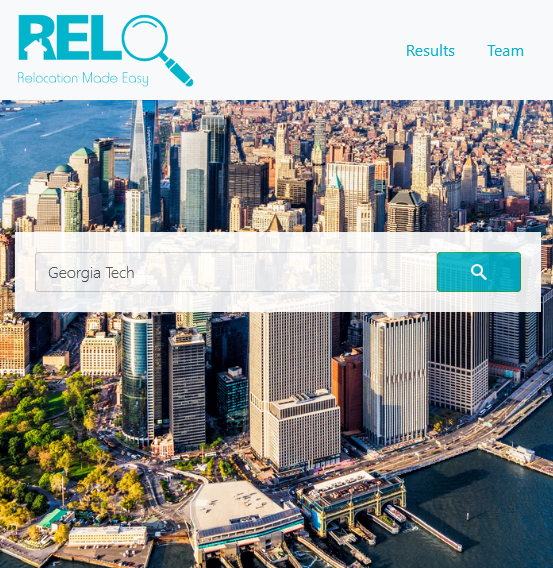 RELO
Relocation Made Easy
Results
Team
Georgia Tech